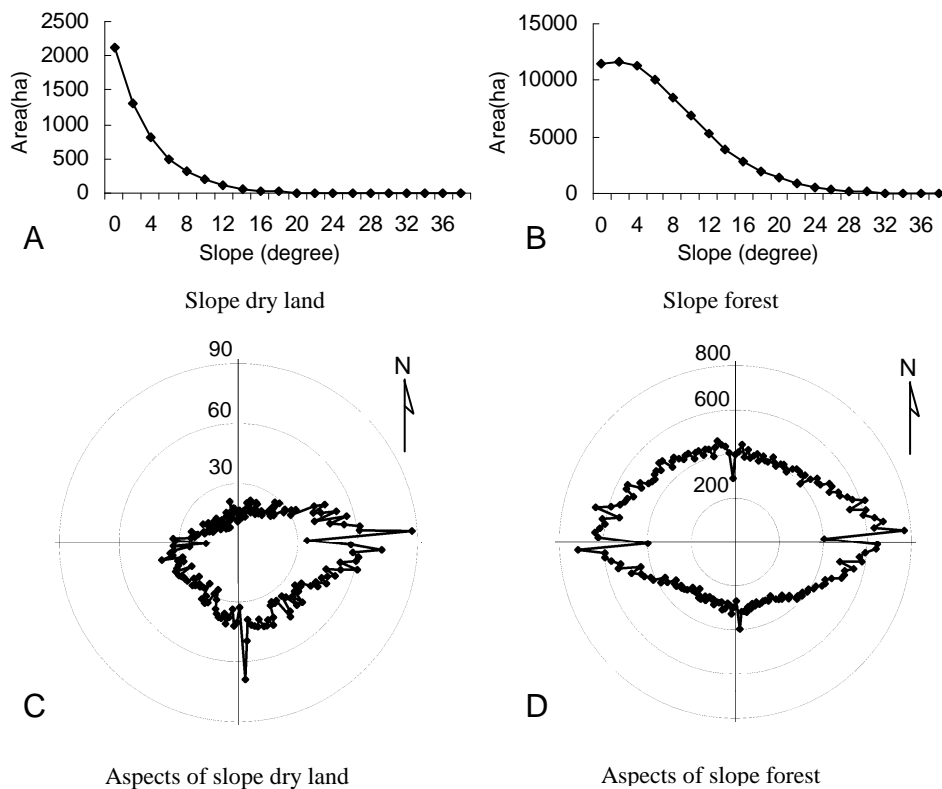 2500
2000
1500
1000
500
0
Area(ha)
0 4 8 12 16 20 24 28 32 36
Slope (degree)
A
Slope dry land
15000
10000
5000
0
Area(ha)
0 4 8 12 16 20 24 28 32 36
Slope (degree)
B
Slope forest
90
60
30
0
N
C
Aspects of slope dry land
800
600
200
N
D
Aspects of slope forest